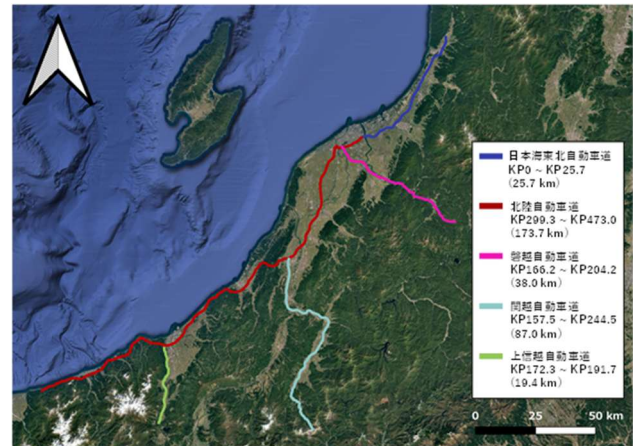 日本海東北自動車道
KP0 ~ KP25.7
(25.7 km)
北陸自動車道
KP299.3 ~ KP473.0
(173.7 km)
磐越自動車道
KP166.2 ~ KP204.2
(38.0 km)
関越自動車道
KP157.5 ~ KP244.5
(87.0 km)
上信越自動車道
KP172.3 ~ KP191.7
(19.4 km)
0 25 50 km